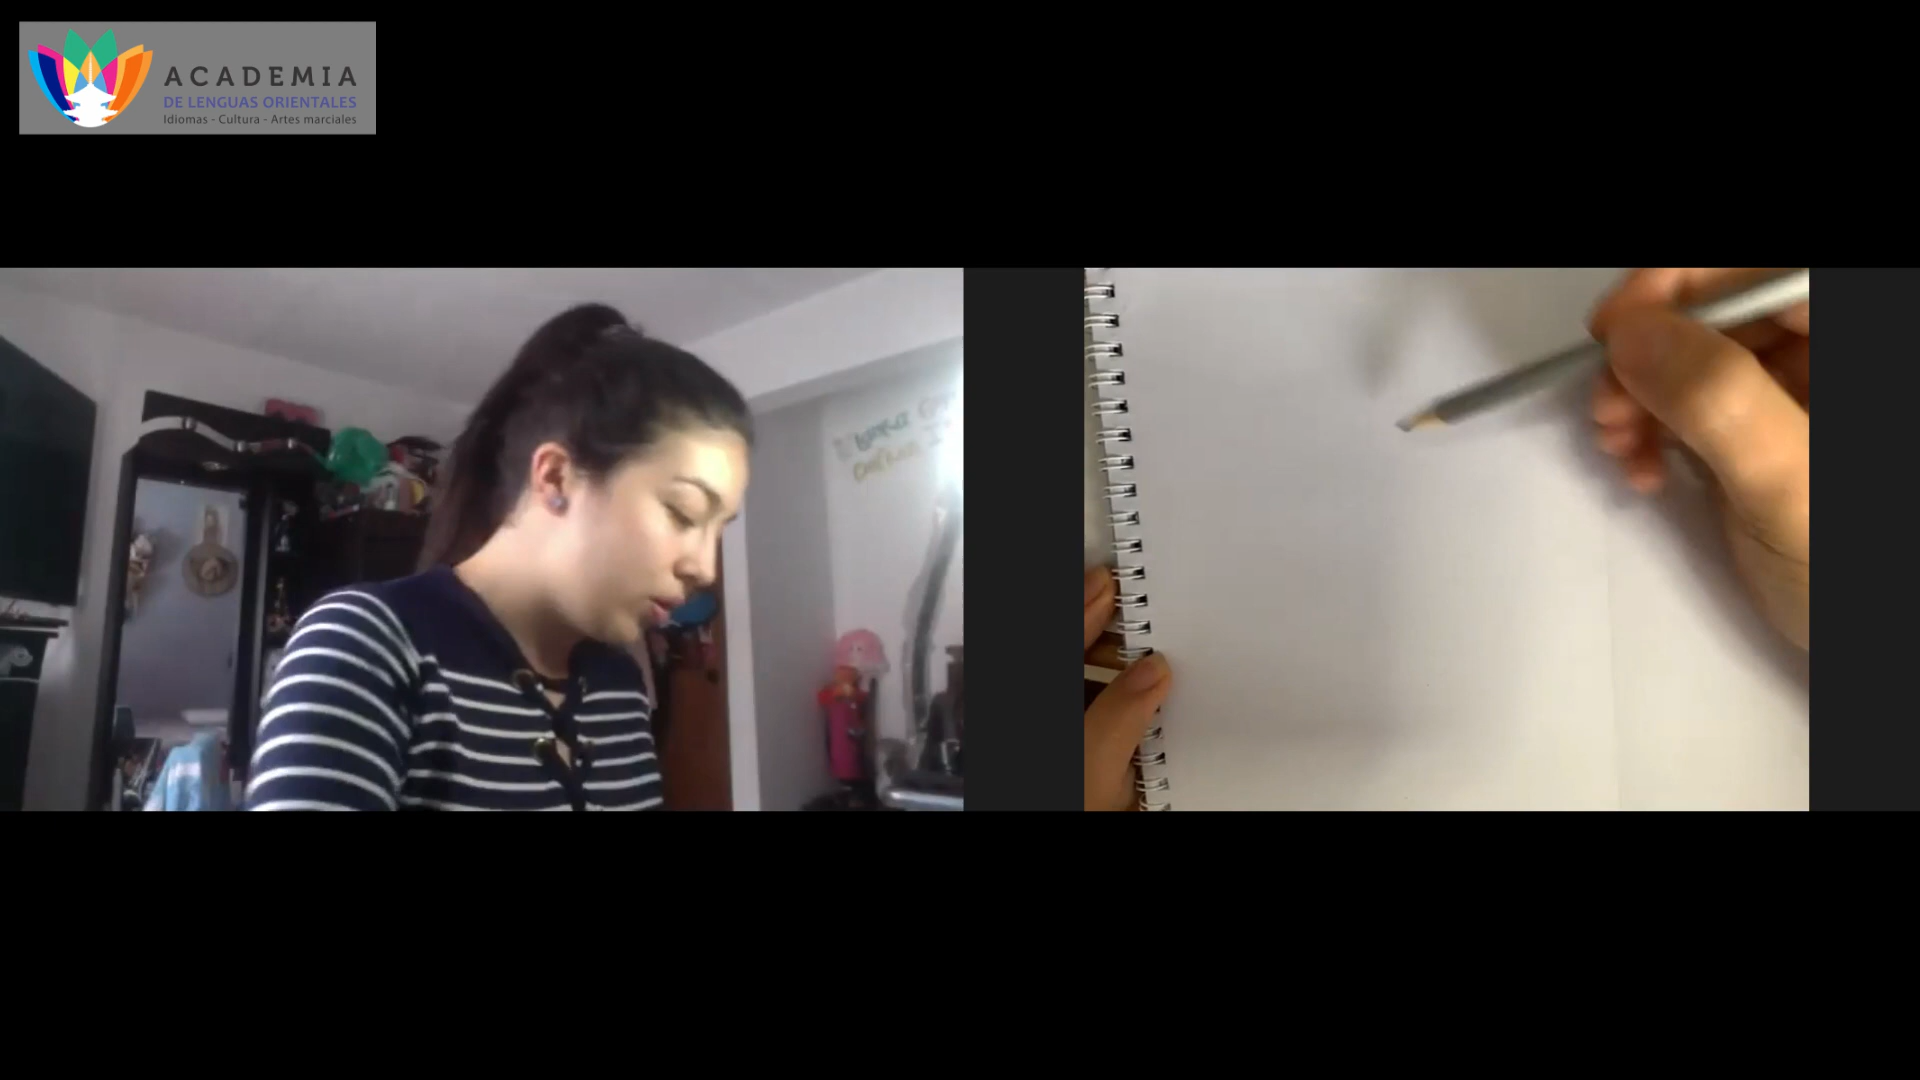 ACADEMIA
DE LENGUAS ORIENTALES
Idiomas - Cultura - Artes marciales